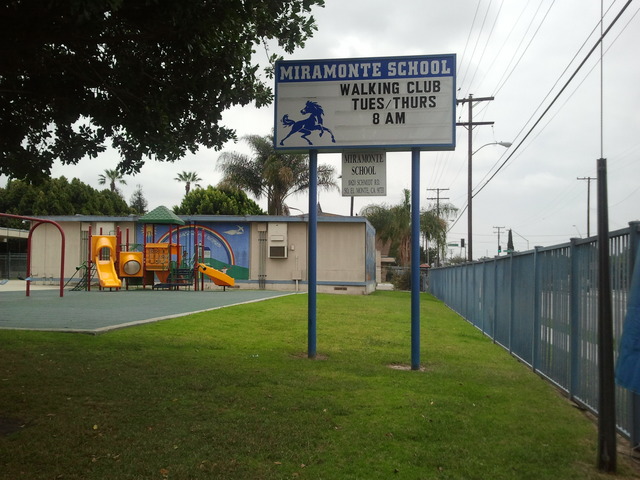 MIRAMONTE SCHOOL
WALKING CLUB
TUES/THURS
8 AM
MIRAMONTE
SCHOOL